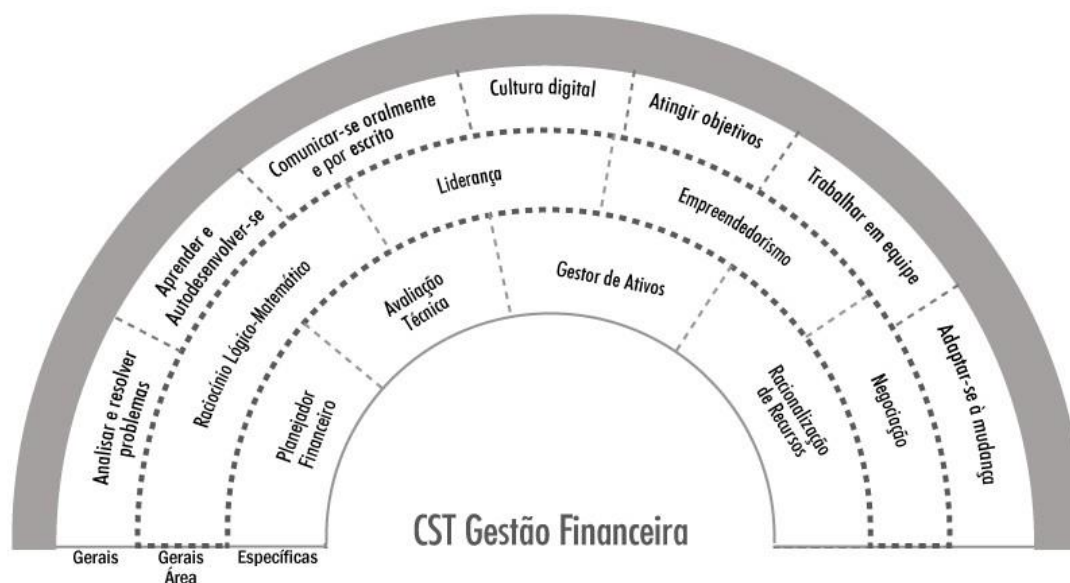 Analisar e resolver
problemas
Aprender e
Autodesenvolver-se
Comunicar-se oralmente
e por escrito
Cultura digital
Atingir objetivos
Trabalhar em equipe
Adaptar-se à mudança
Raciocínio Lógico-Matemático
Liderança
Empreendedorismo
Negociação
Planejador
Financeiro
Avaliação
Técnica
Gestor de Ativos
Racionalização
de Recursos
CST Gestão Financeira
Gerais
Gerais
Área
Específicas